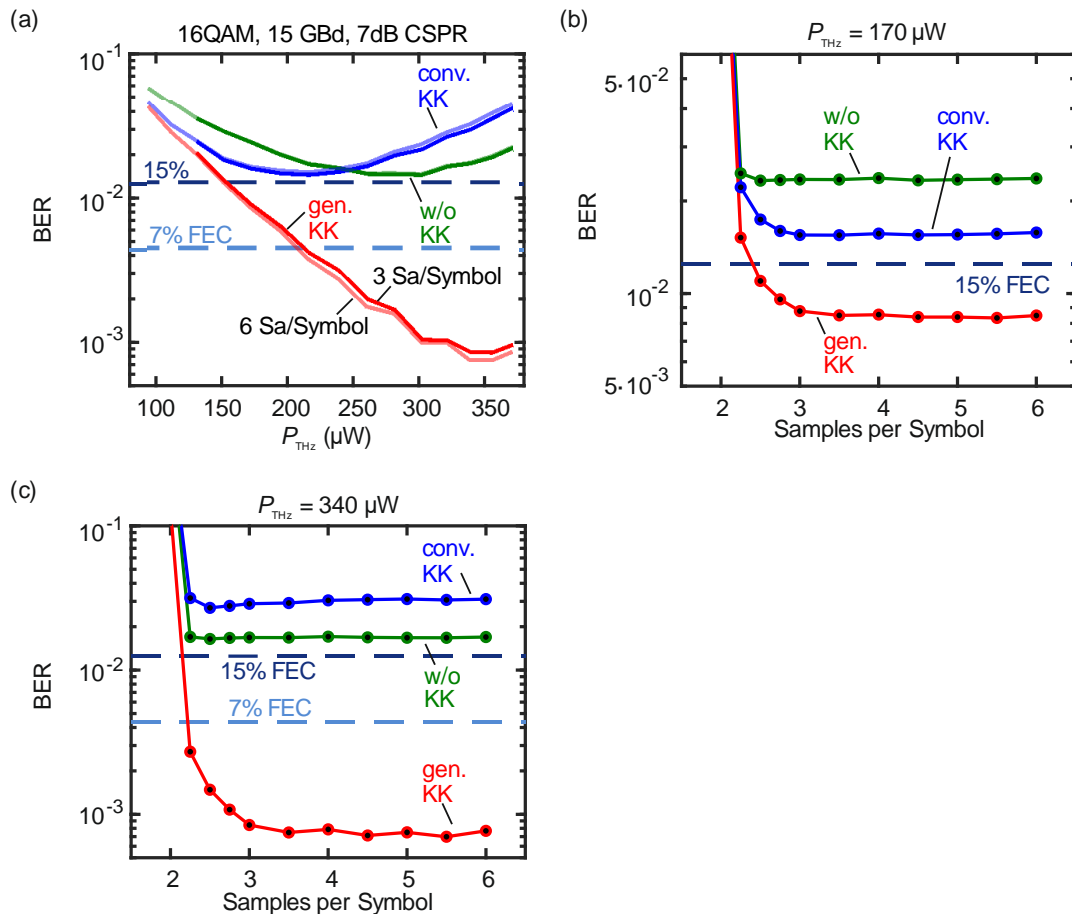 (a)
16QAM, 15 GBd, 7dB CSPR
10⁻¹
10⁻²
10⁻³
BER
conv.
KK
15%
w/o
KK
gen.
KK
7% FEC
3 Sa/Symbol
6 Sa/Symbol
100 150 200 250 300 350
P_THz (µW)
(b)
P_THz = 170 µW
5·10⁻²
10⁻²
5·10⁻³
BER
w/o
KK
conv.
KK
15% FEC
gen.
KK
2 3 4 5 6
Samples per Symbol
(c)
P_THz = 340 µW
10⁻¹
10⁻²
10⁻³
BER
conv.
KK
15% FEC
w/o
KK
7% FEC
gen.
KK
2 3 4 5 6
Samples per Symbol